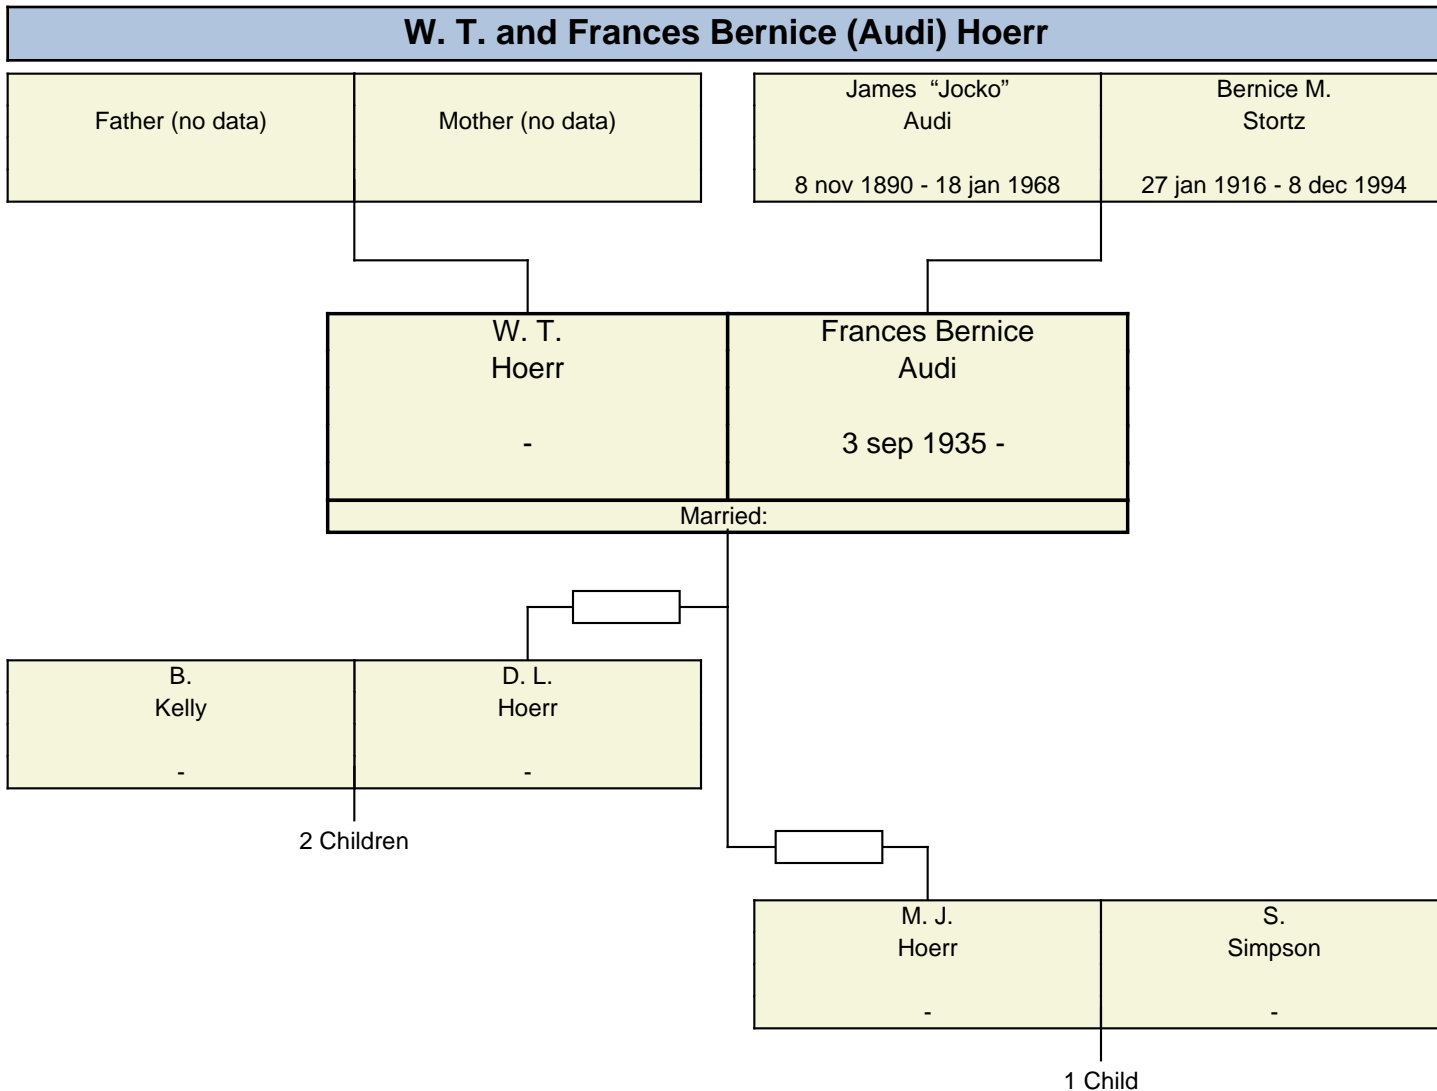 W. T. and Frances Bernice (Audi) Hoerr
Father (no data)
Mother (no data)
James  “Jocko”
Audi
8 nov 1890 - 18 jan 1968
Bernice M.
Stortz
27 jan 1916 - 8 dec 1994
W. T.
Hoerr
-
Frances Bernice
Audi
3 sep 1935 -
Married:
B.
Kelly
-
D. L.
Hoerr
-
2 Children
M. J.
Hoerr
-
S.
Simpson
-
1 Child